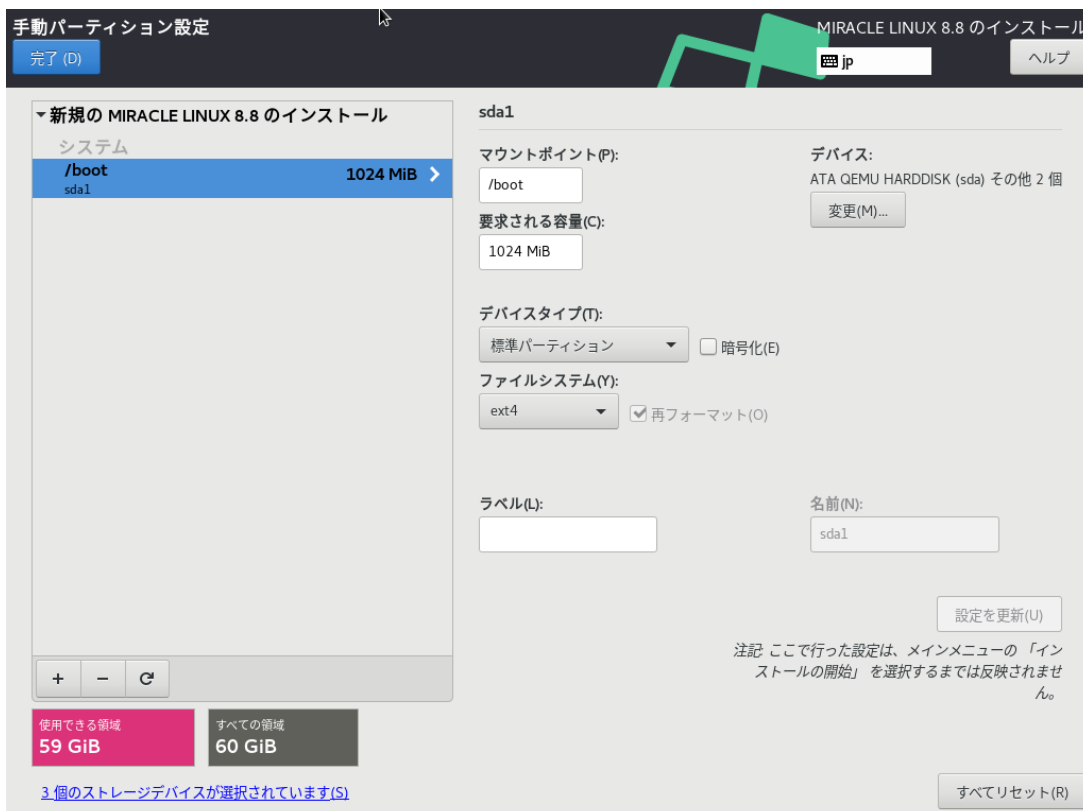 手動パーティション設定
MIRACLE LINUX 8.8 のインストール
完了 (D)
jp
ヘルプ
新規の MIRACLE LINUX 8.8 のインストール
システム
/boot
1024 MiB
sda1
sda1
マウントポイント(P):
デバイス:
/boot
ATA QEMU HARDDISK (sda) その他 2 個
変更(M)...
要求される容量(C):
1024 MiB
デバイスタイプ(T):
標準パーティション
暗号化(E)
ファイルシステム(Y):
ext4
再フォーマット(O)
ラベル(L):
名前(N):
sda1
設定を更新(U)
注記: ここで行った設定は、メインメニューの 「イン
ストールの開始」 を選択するまでは反映されませ
ん。
使用できる領域
59 GiB
すべての領域
60 GiB
3 個のストレージデバイスが選択されています(S)
すべてリセット(R)